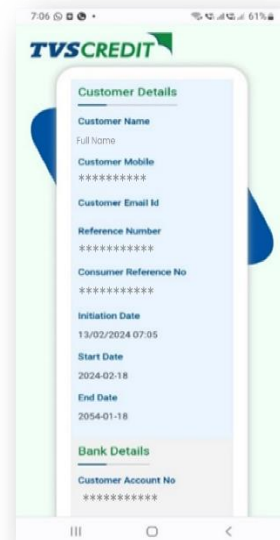 7:06
61%
TVS CREDIT
Customer Details
Customer Name
Full Name
Customer Mobile
**********
Customer Email Id
Reference Number
***********
Consumer Reference No
***********
Initiation Date
13/02/2024 07:05
Start Date
2024-02-18
End Date
2054-01-18
Bank Details
Customer Account No
***********